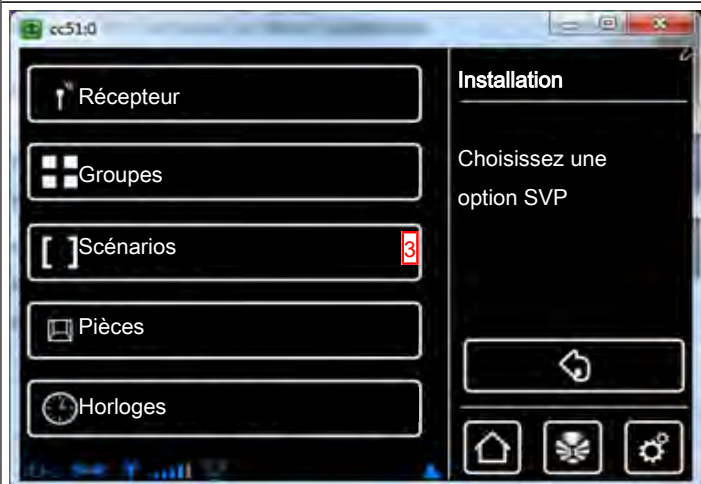 cc51:0
Récepteur
Groupes
Scénarios
3
Pièces
Horloges
Installation
Choisissez une
option SVP